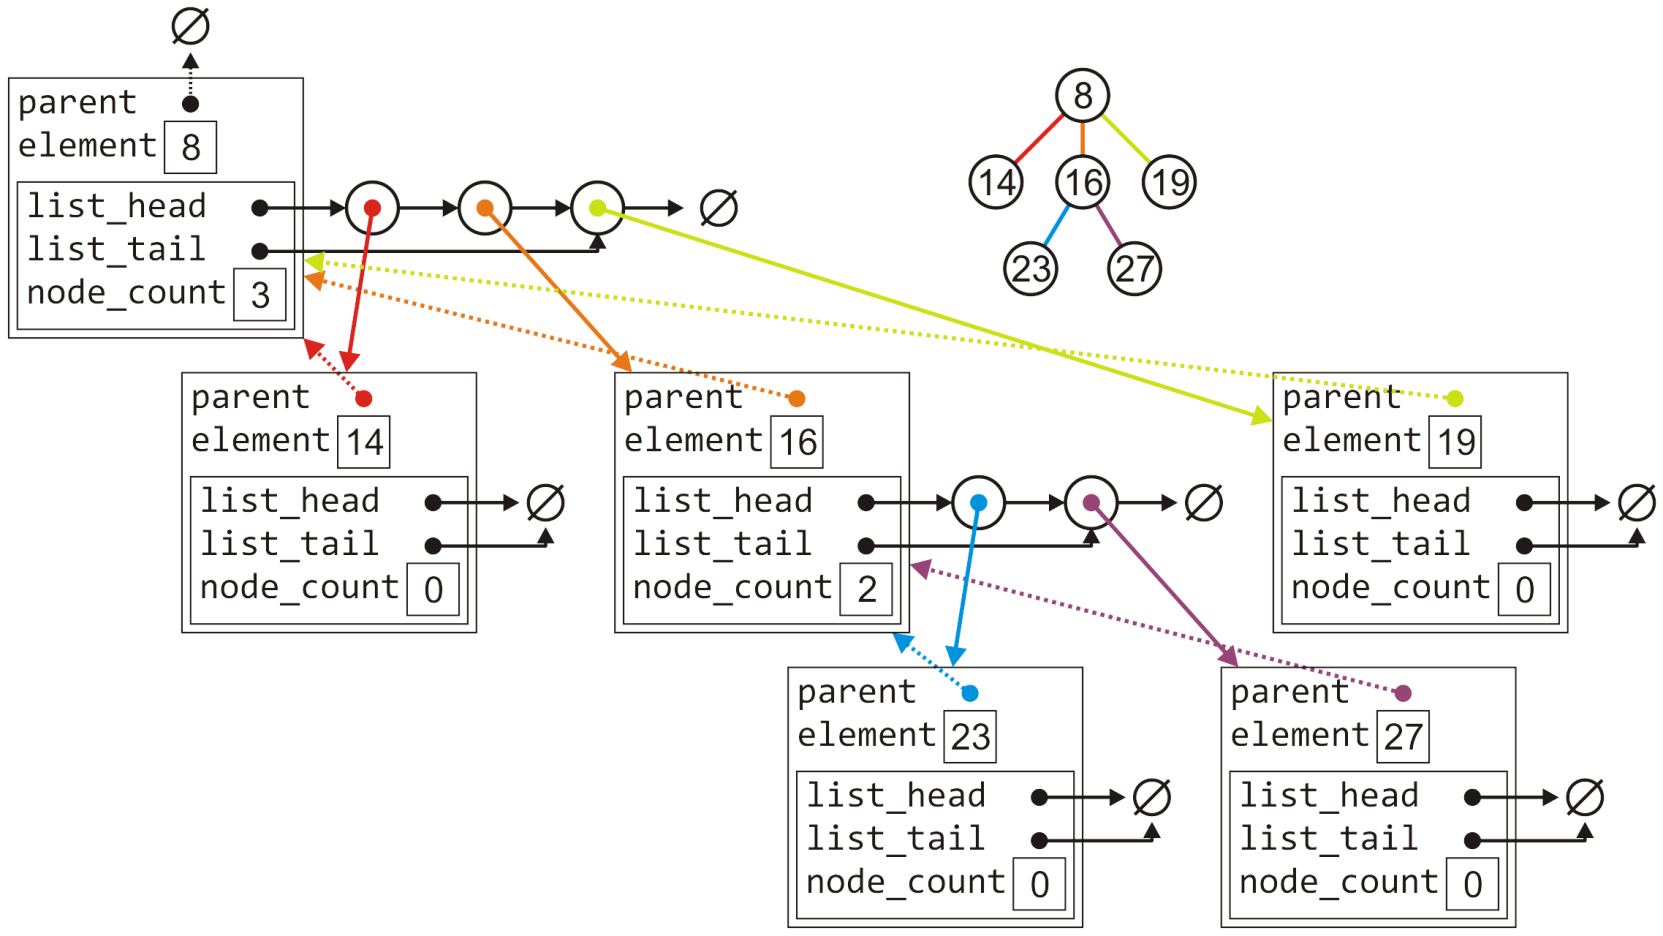 ∅
parent
element 8
list_head
∅
list_tail
node_count 3
8
14 16 19
23 27
parent
element 14
list_head
∅
list_tail
node_count 0
parent
element 16
list_head
∅
list_tail
node_count 2
parent
element 19
list_head
∅
list_tail
node_count 0
parent
element 23
list_head
∅
list_tail
node_count 0
parent
element 27
list_head
∅
list_tail
node_count 0